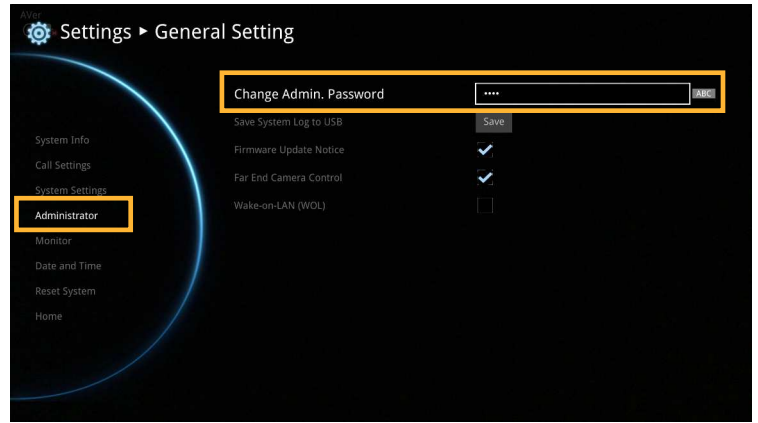 AVer
Settings ▸ General Setting
Change Admin. Password •••• ABC
Save System Log to USB Save
Firmware Update Notice
Far End Camera Control
Wake-on-LAN (WOL)
System Info
Call Settings
System Settings
Administrator
Monitor
Date and Time
Reset System
Home